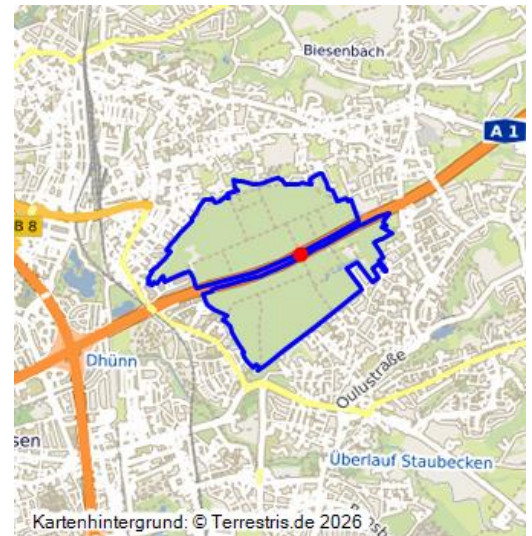 Biesenbach
A 1
B 8
Dhünn
Oulustraße
sen
Überlauf Staubecken
Kartenhintergrund: © Terrestris.de 2026